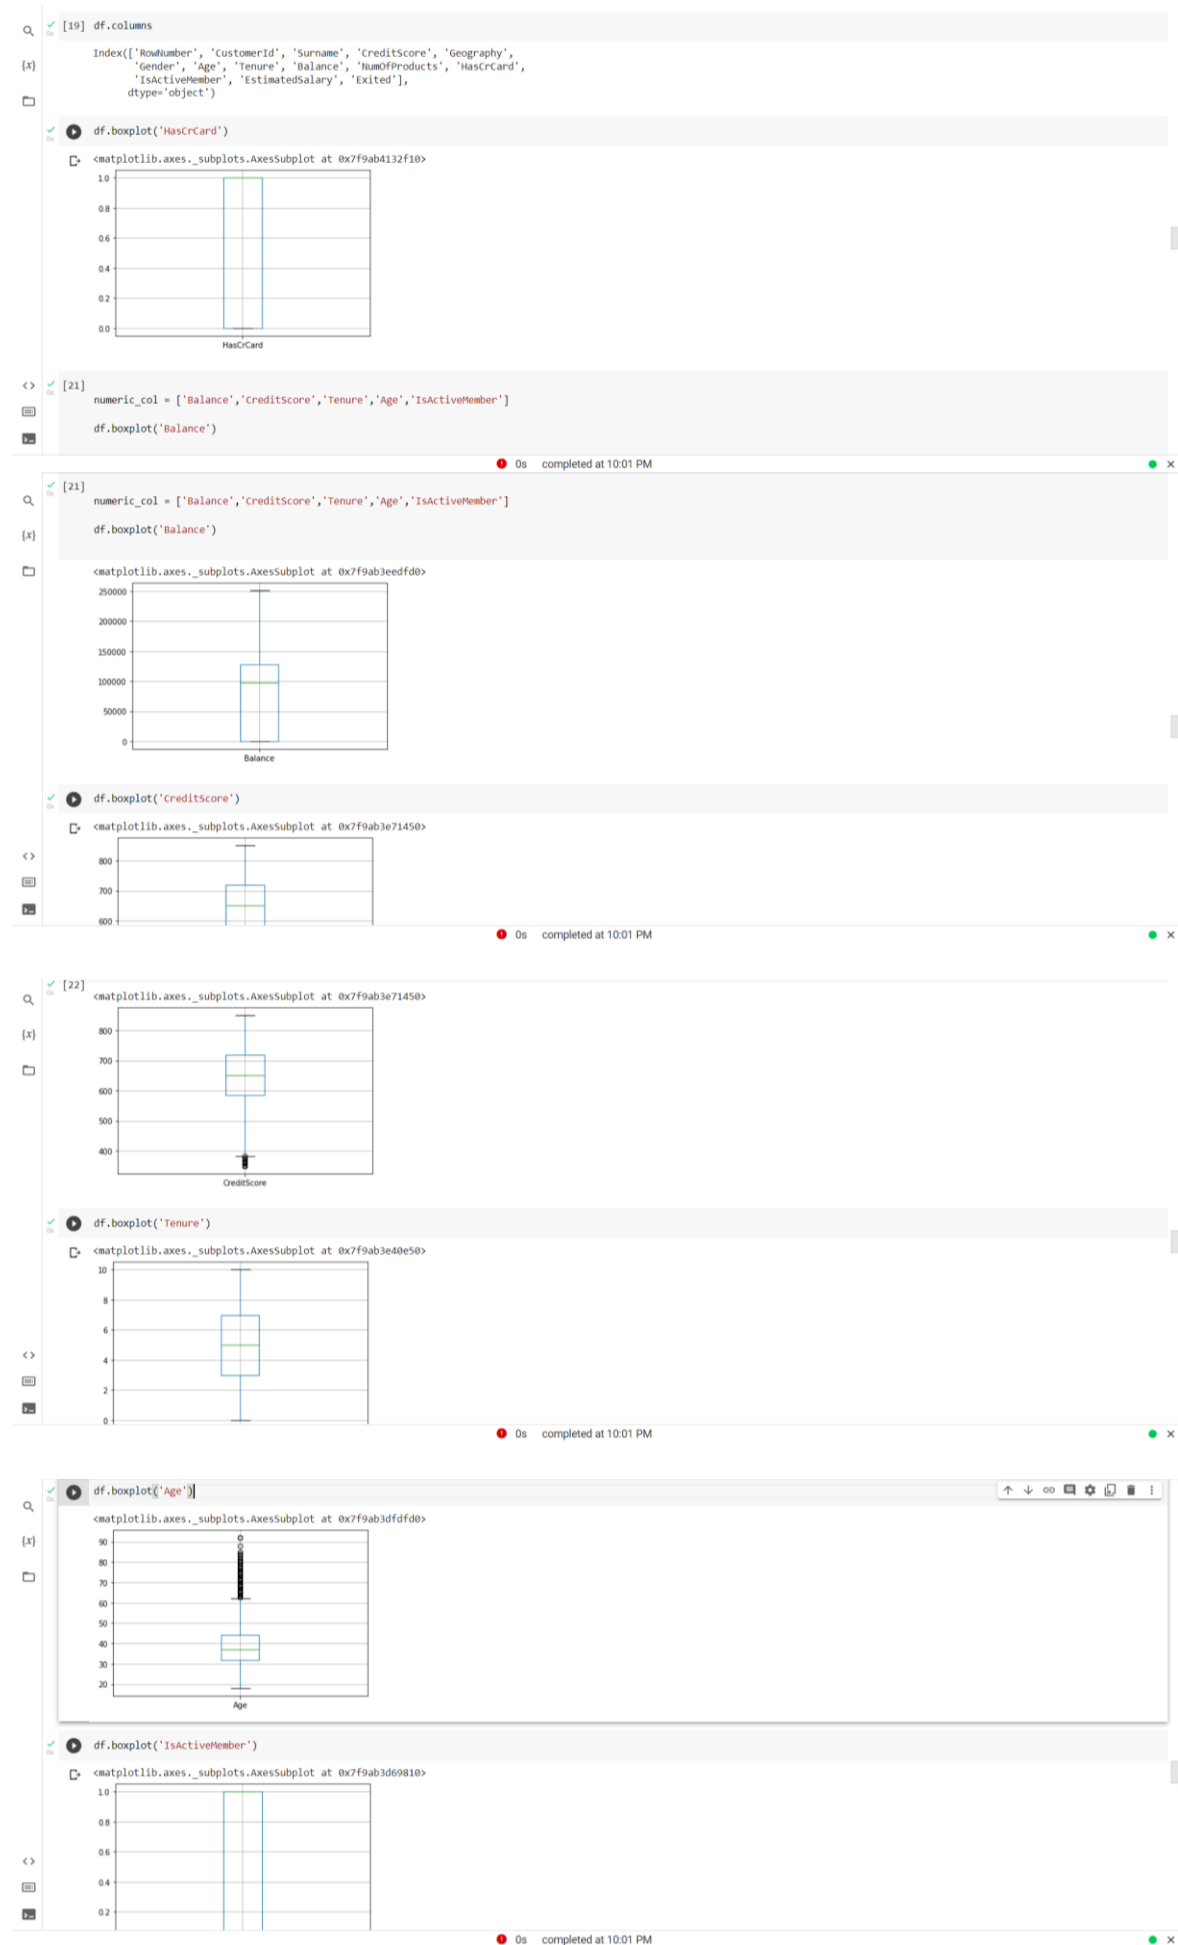 [19] df.columns
Index(['RowNumber', 'CustomerId', 'Surname', 'CreditScore', 'Geography',
'Gender', 'Age', 'Tenure', 'Balance', 'NumOfProducts', 'HasCrCard',
'IsActiveMember', 'EstimatedSalary', 'Exited'],
dtype='object')
df.boxplot('HasCrCard')
<matplotlib.axes._subplots.AxesSubplot at 0x7f9ab4132f10>
1.0
0.8
0.6
0.4
0.2
0.0
HasCrCard
[21]
numeric_col = ['Balance','CreditScore','Tenure','Age','IsActiveMember']
df.boxplot('Balance')
0s completed at 10:01 PM
[21]
numeric_col = ['Balance','CreditScore','Tenure','Age','IsActiveMember']
df.boxplot('Balance')
<matplotlib.axes._subplots.AxesSubplot at 0x7f9ab3eedfd0>
250000
200000
150000
100000
50000
0
Balance
df.boxplot('CreditScore')
<matplotlib.axes._subplots.AxesSubplot at 0x7f9ab3e71450>
800
700
600
0s completed at 10:01 PM
[22]
<matplotlib.axes._subplots.AxesSubplot at 0x7f9ab3e71450>
800
700
600
500
400
CreditScore
df.boxplot('Tenure')
<matplotlib.axes._subplots.AxesSubplot at 0x7f9ab3e40e50>
10
8
6
4
2
0
0s completed at 10:01 PM
df.boxplot('Age')
<matplotlib.axes._subplots.AxesSubplot at 0x7f9ab3dfdfd0>
90
80
70
60
50
40
30
20
Age
df.boxplot('IsActiveMember')
<matplotlib.axes._subplots.AxesSubplot at 0x7f9ab3d69810>
1.0
0.8
0.6
0.4
0.2
0s completed at 10:01 PM